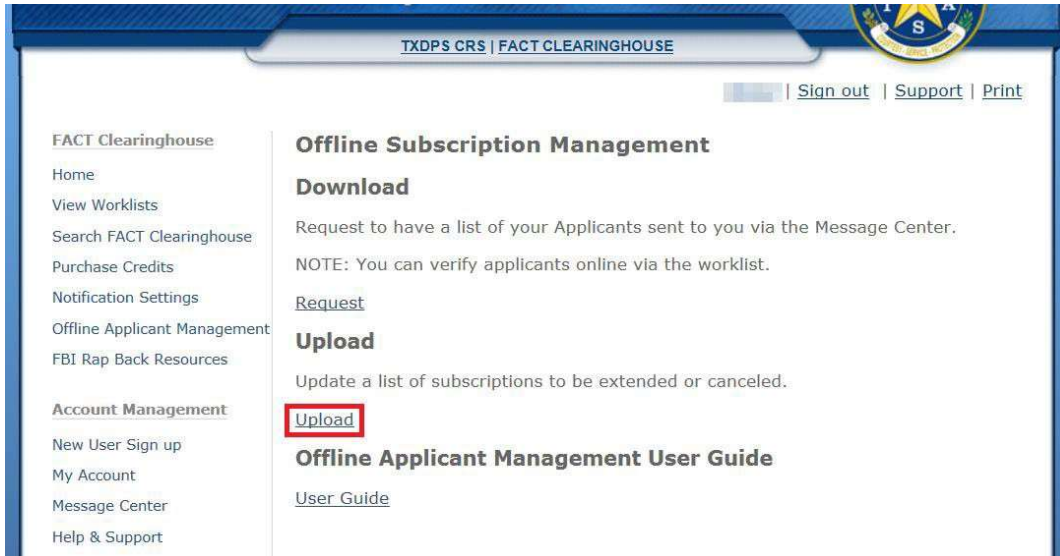 S A
COURTESY · SERVICE · PROTECTION
TXDPS CRS | FACT CLEARINGHOUSE
| Sign out | Support | Print
FACT Clearinghouse
Home
View Worklists
Search FACT Clearinghouse
Purchase Credits
Notification Settings
Offline Applicant Management
FBI Rap Back Resources
Account Management
New User Sign up
My Account
Message Center
Help & Support
Offline Subscription Management
Download
Request to have a list of your Applicants sent to you via the Message Center.
NOTE: You can verify applicants online via the worklist.
Request
Upload
Update a list of subscriptions to be extended or canceled.
Upload
Offline Applicant Management User Guide
User Guide